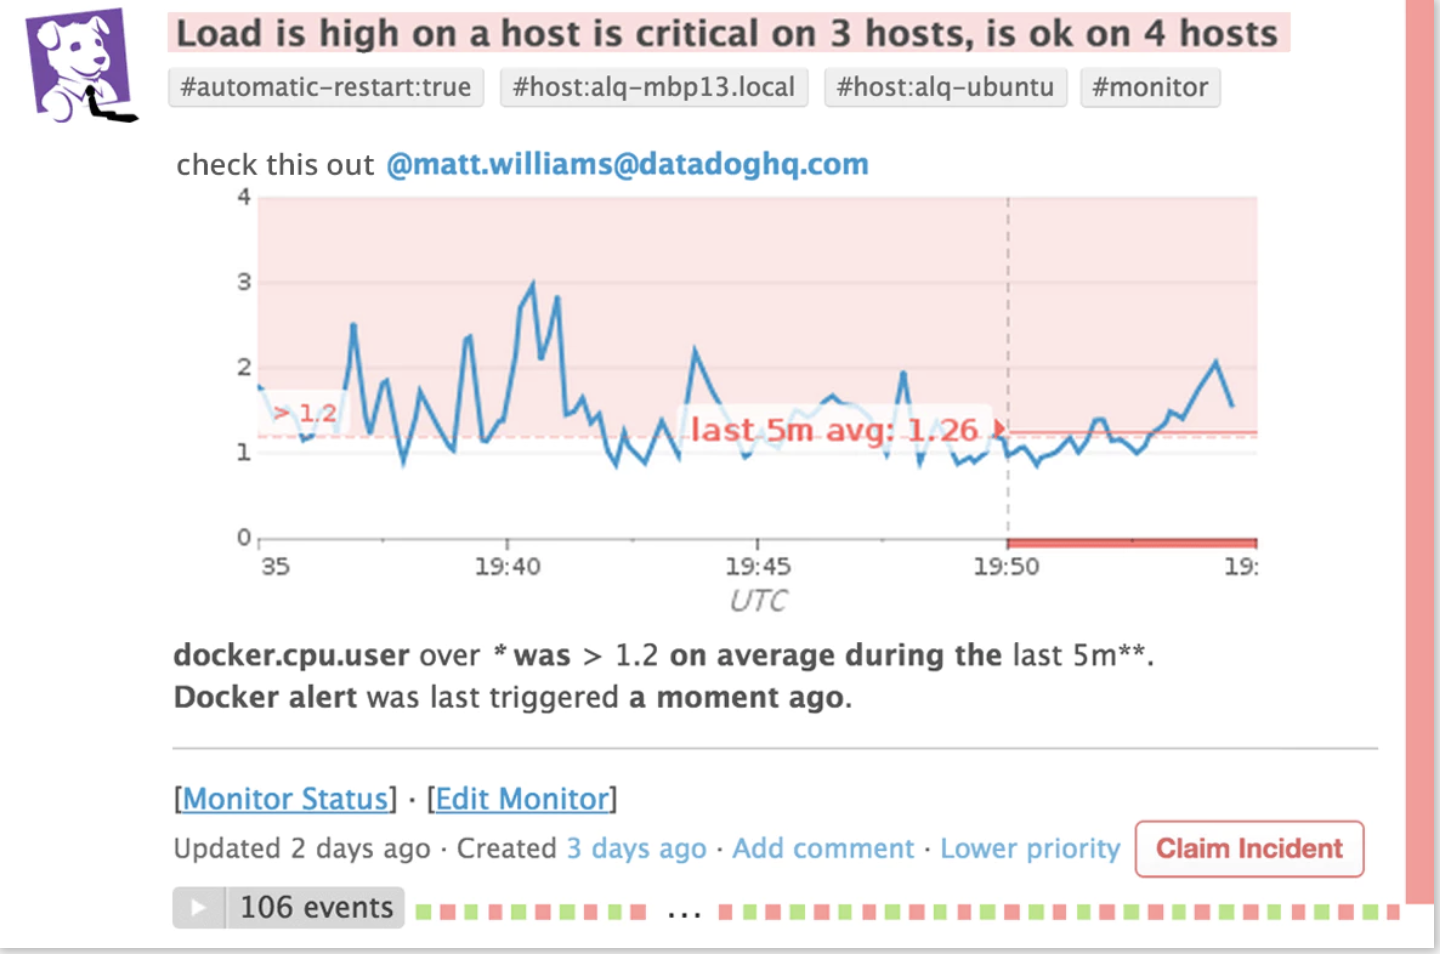 Load is high on a host is critical on 3 hosts, is ok on 4 hosts
#automatic-restart:true #host:alq-mbp13.local #host:alq-ubuntu #monitor
check this out @matt.williams@datadoghq.com
4
3
2
> 1.2
last 5m avg: 1.26
1
0
35 19:40 19:45 19:50 19:
UTC
docker.cpu.user over * was > 1.2 on average during the last 5m**.
Docker alert was last triggered a moment ago.
[Monitor Status] · [Edit Monitor]
Updated 2 days ago · Created 3 days ago · Add comment · Lower priority Claim Incident
106 events ...